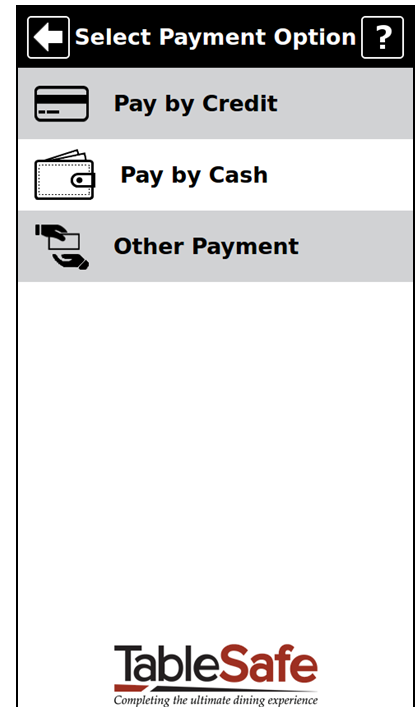 Select Payment Option ?
Pay by Credit
Pay by Cash
Other Payment
TableSafe
Completing the ultimate dining experience